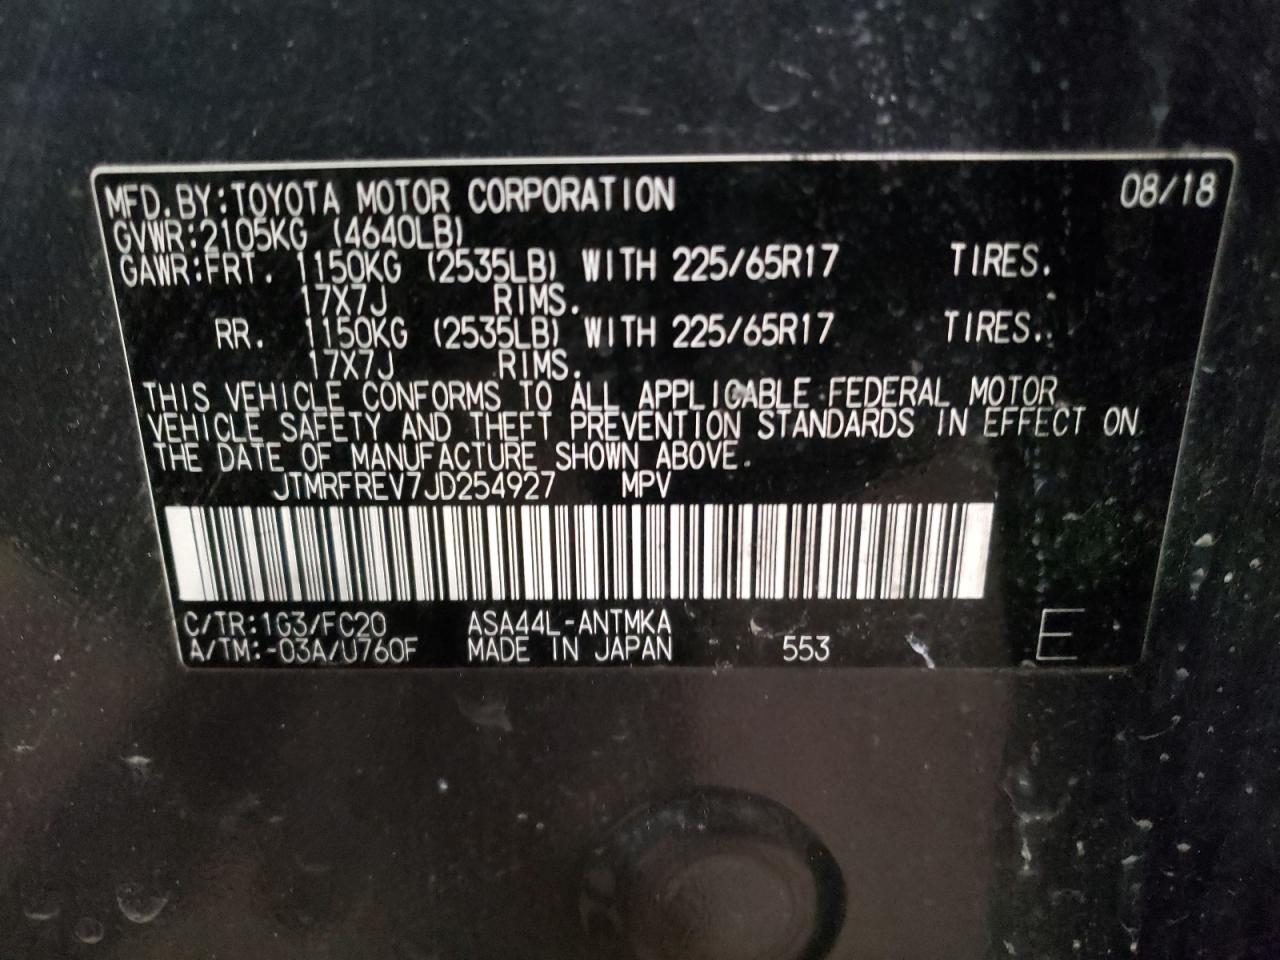 MFD.BY:TOYOTA MOTOR CORPORATION 08/18
GVWR:2105KG (4640LB)
GAWR:FRT. 1150KG (2535LB) WITH 225/65R17 TIRES.
17X7J RIMS.
RR. 1150KG (2535LB) WITH 225/65R17 TIRES.
17X7J RIMS.
THIS VEHICLE CONFORMS TO ALL APPLICABLE FEDERAL MOTOR
VEHICLE SAFETY AND THEFT PREVENTION STANDARDS IN EFFECT ON
THE DATE OF MANUFACTURE SHOWN ABOVE.
JTMRFREV7JD254927 MPV
C/TR:1G3/FC20 ASA44L-ANTMKA
A/TM:-03A/U760F MADE IN JAPAN 553 E